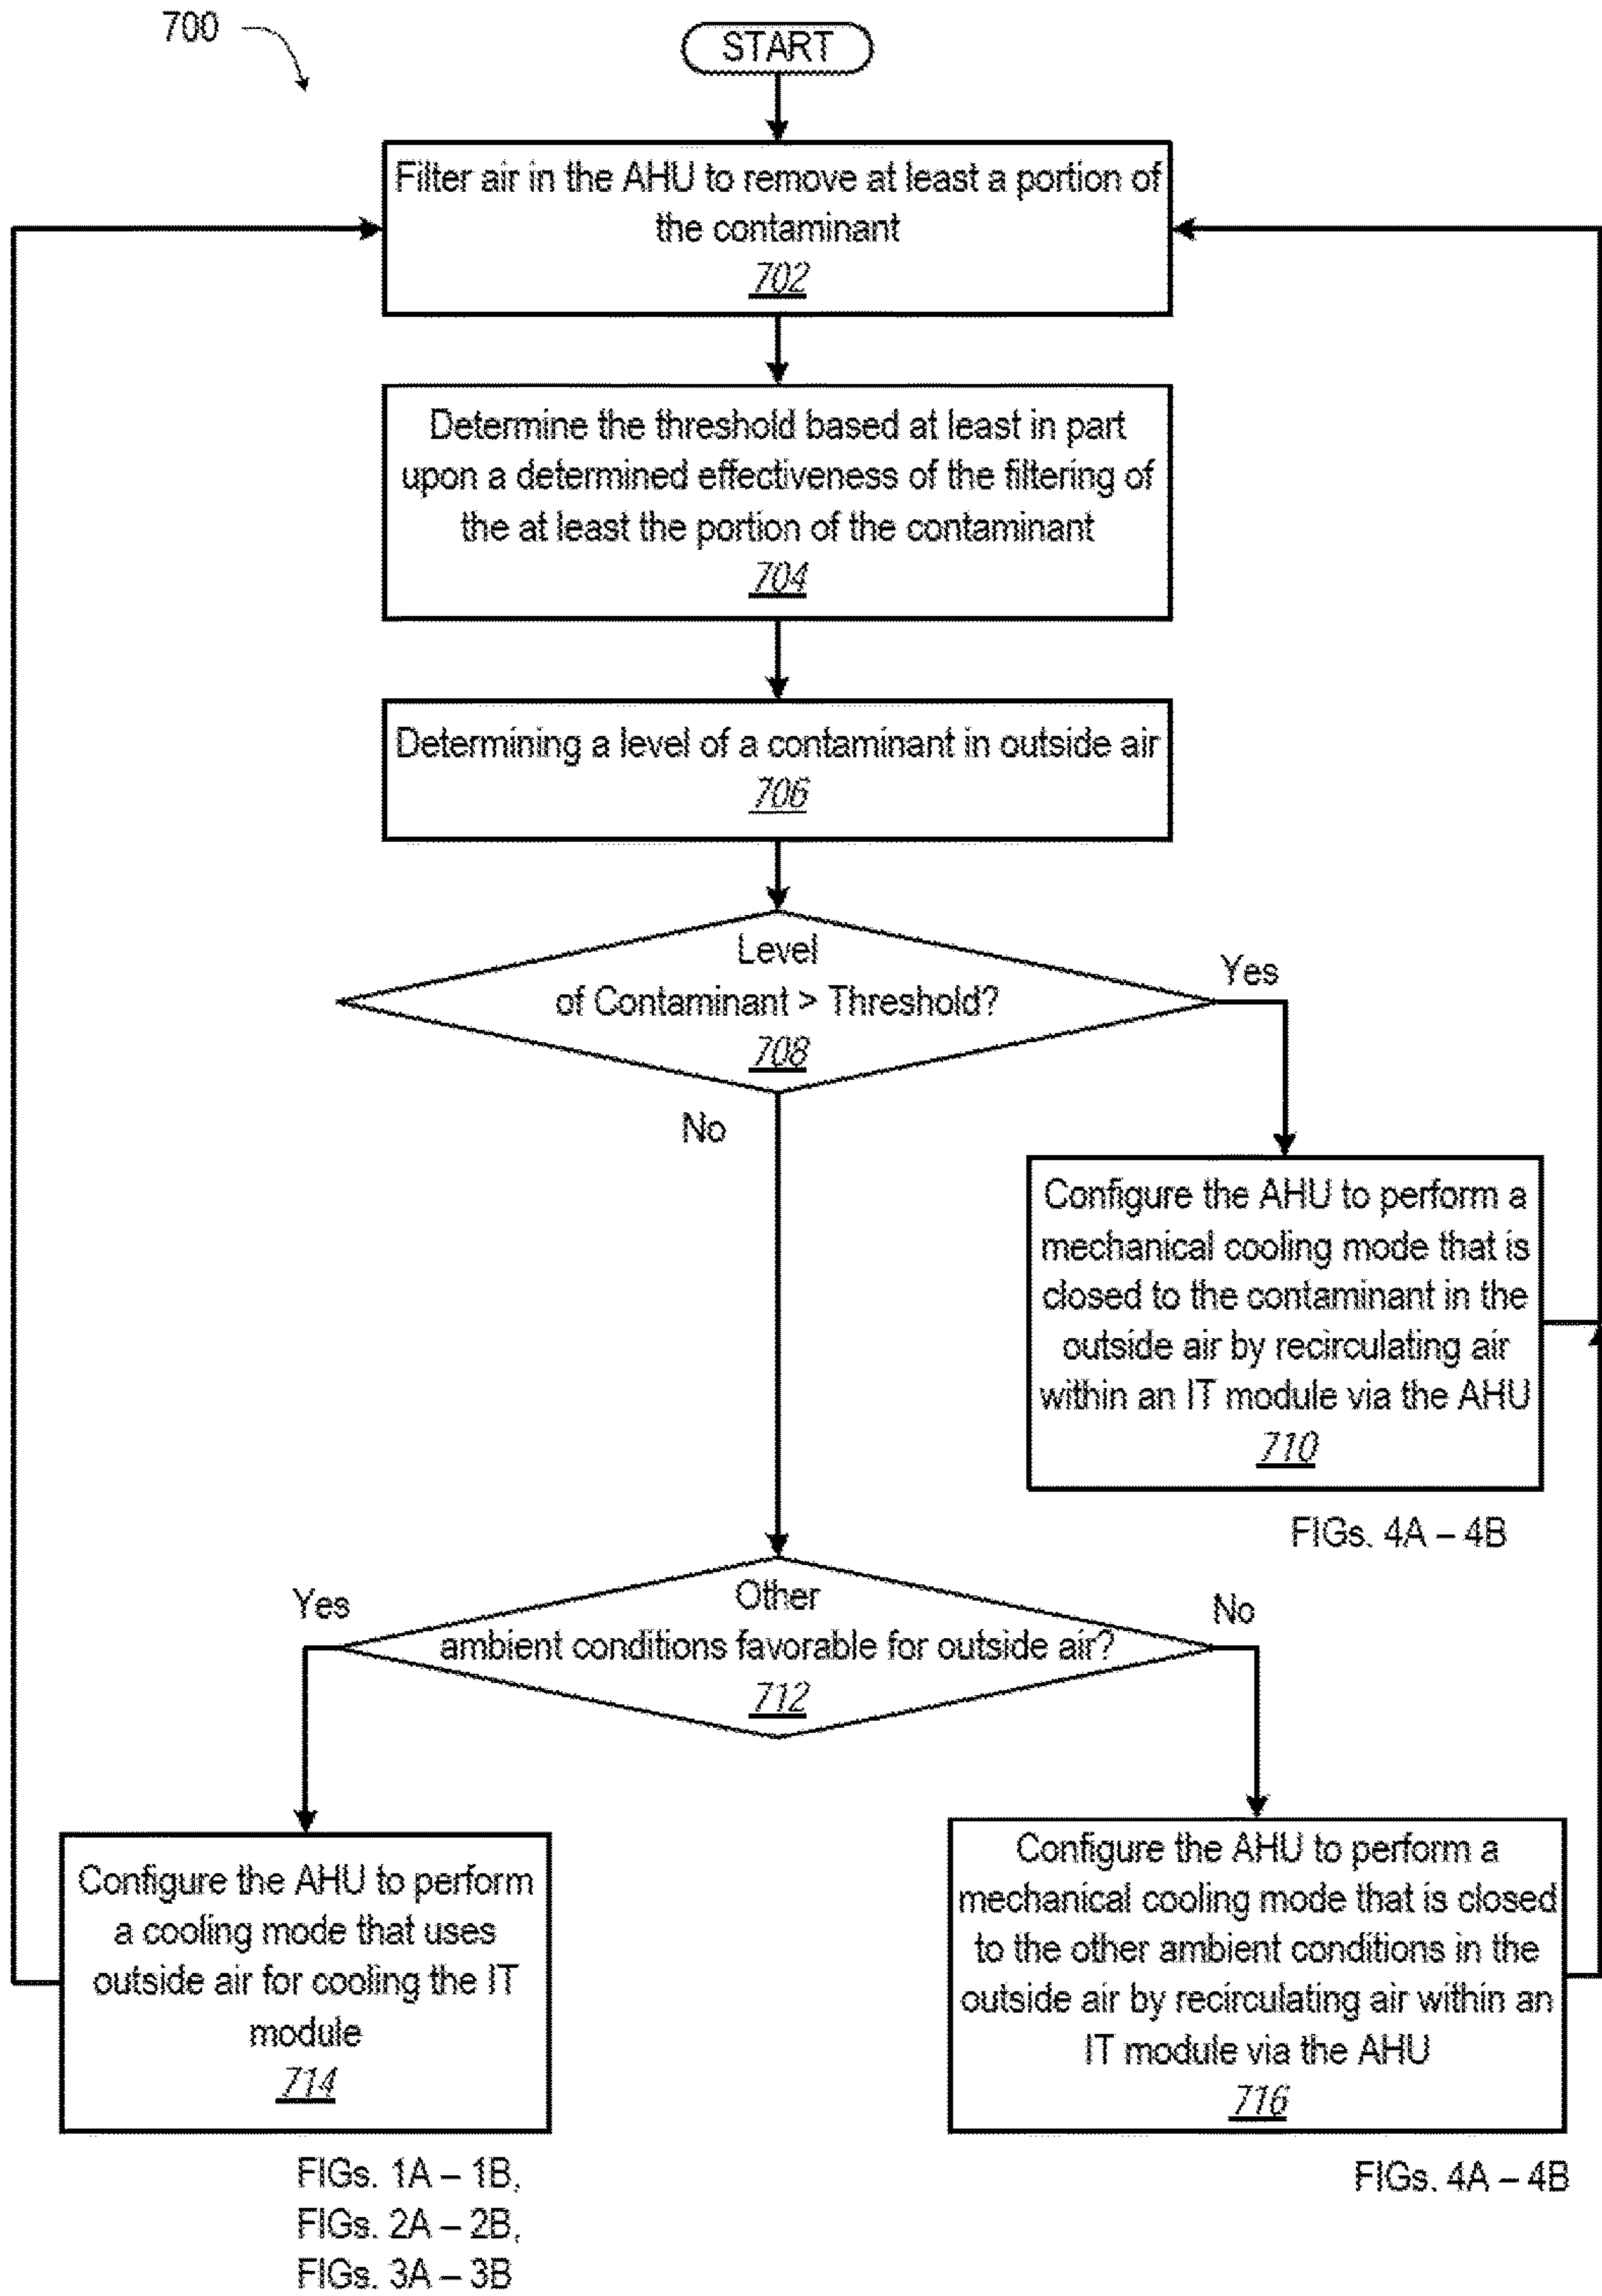 700
START
Filter air in the AHU to remove at least a portion of
the contaminant
702
Determine the threshold based at least in part
upon a determined effectiveness of the filtering of
the at least the portion of the contaminant
704
Determining a level of a contaminant in outside air
706
Level
of Contaminant > Threshold?
708
Yes
No
Configure the AHU to perform a
mechanical cooling mode that is
closed to the contaminant in the
outside air by recirculating air
within an IT module via the AHU
710
FIGs. 4A – 4B
Other
ambient conditions favorable for outside air?
712
Yes
No
Configure the AHU to perform
a cooling mode that uses
outside air for cooling the IT
module
714
FIGs. 1A – 1B,
FIGs. 2A – 2B,
FIGs. 3A – 3B
Configure the AHU to perform a
mechanical cooling mode that is closed
to the other ambient conditions in the
outside air by recirculating air within an
IT module via the AHU
716
FIGs. 4A – 4B